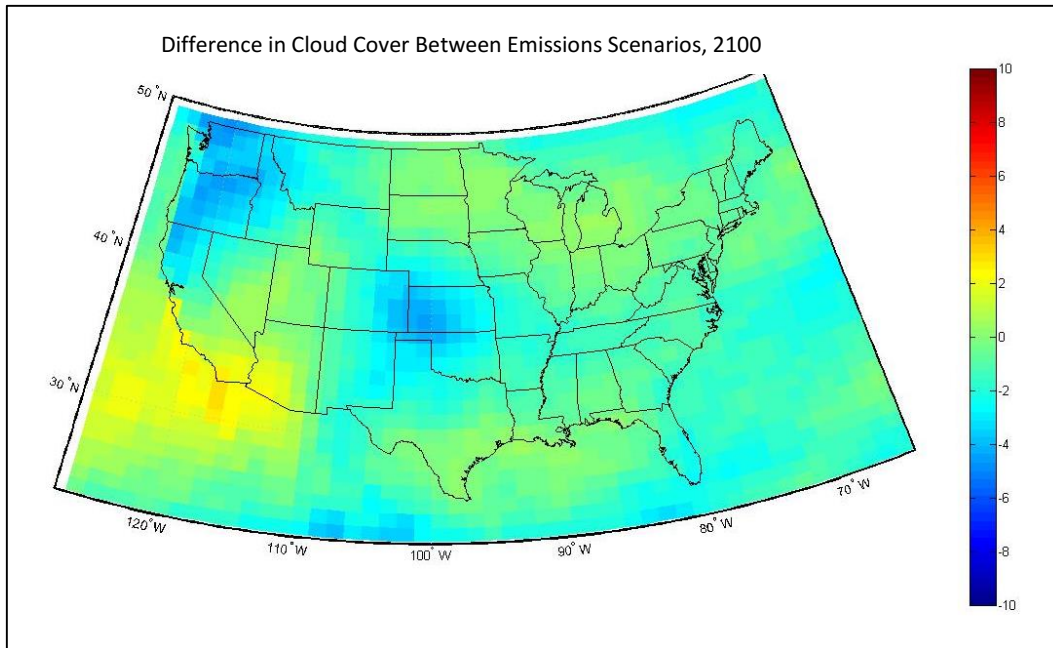 Difference in Cloud Cover Between Emissions Scenarios, 2100
50°N
40°N
30°N
120°W
110°W
100°W
90°W
80°W
70°W
10
8
6
4
2
0
-2
-4
-6
-8
-10